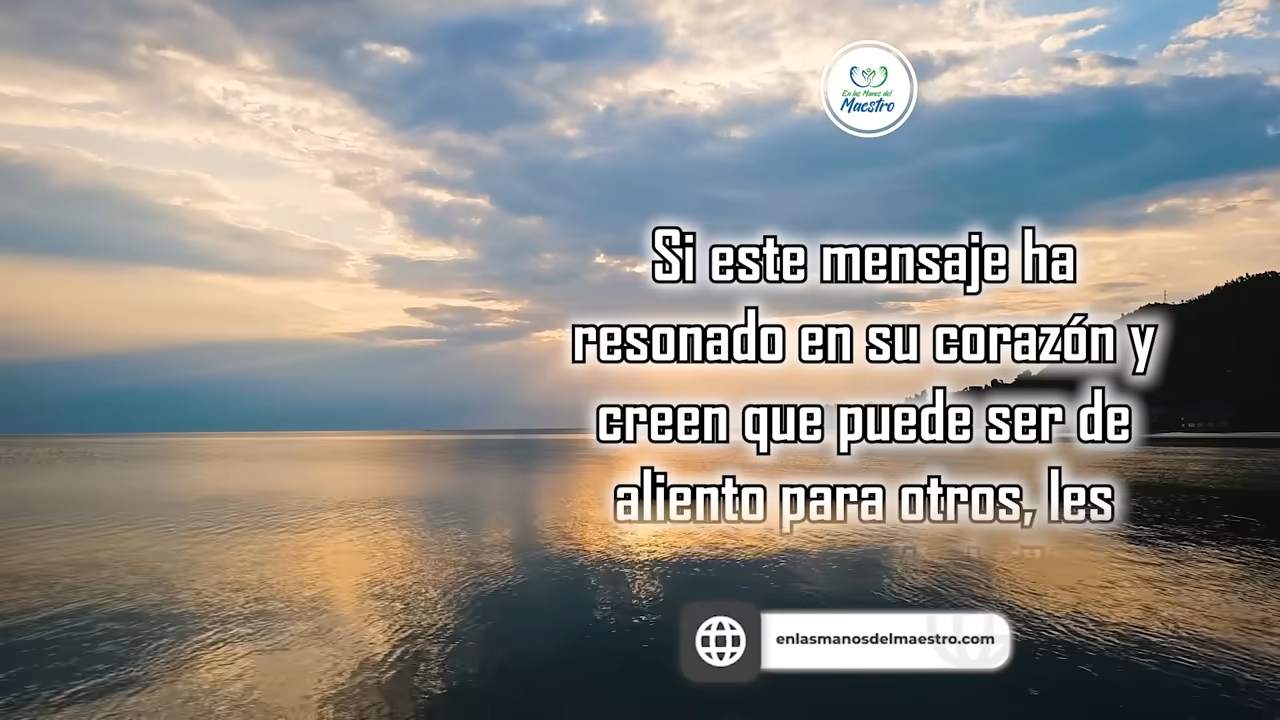 En las Manos del
Maestro
Si este mensaje ha
resonado en su corazón y
creen que puede ser de
aliento para otros, les
enlasmanosdelmaestro.com